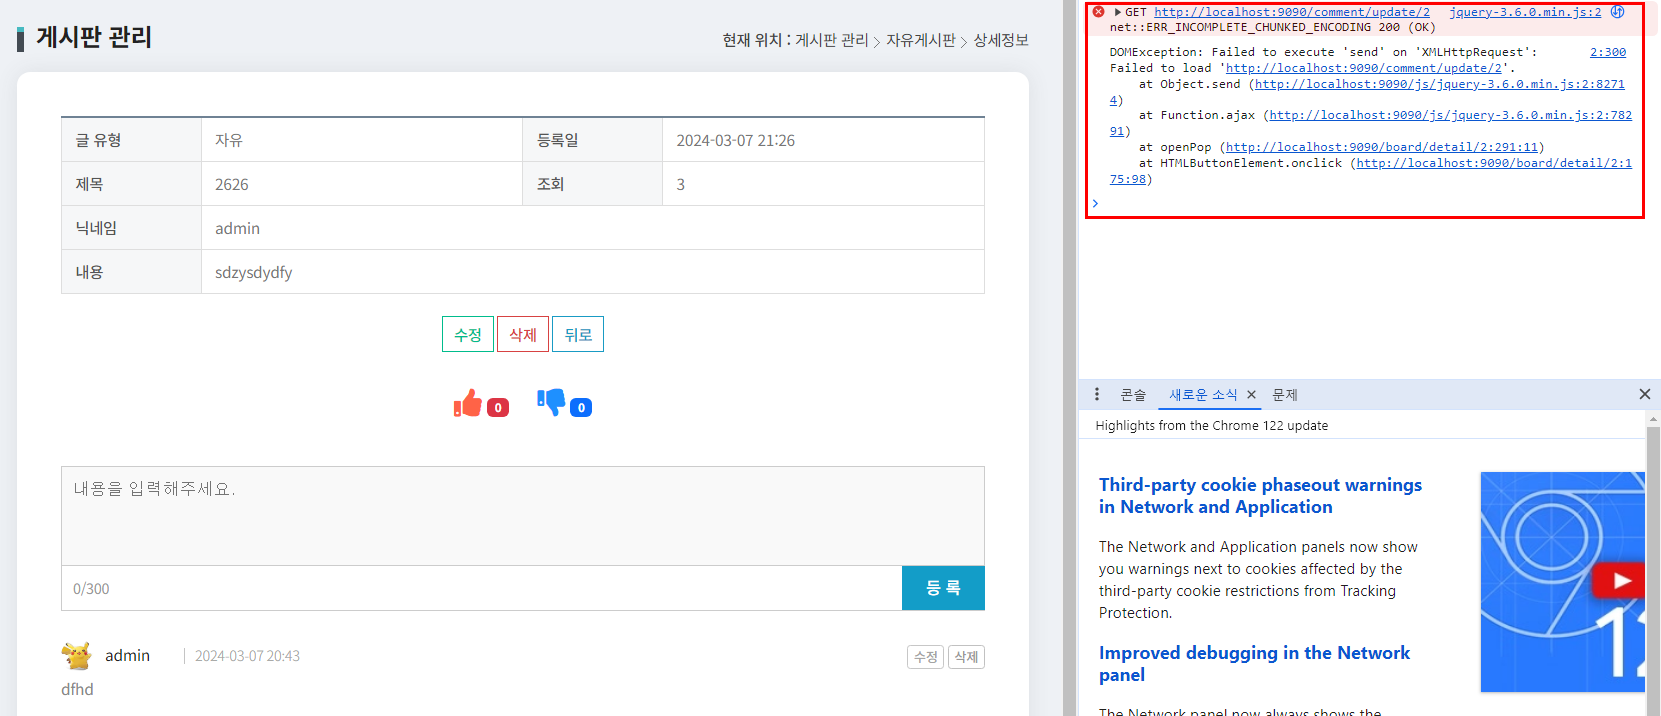 게시판 관리
현재 위치 : 게시판 관리 > 자유게시판 > 상세정보
글 유형 자유 등록일 2024-03-07 21:26
제목 2626 조회 3
닉네임 admin
내용 sdzysdydfy
수정 삭제 뒤로
0 0
내용을 입력해주세요.
0/300 등 록
admin | 2024-03-07 20:43 수정 삭제
dfhd
GET http://localhost:9090/comment/update/2 jquery-3.6.0.min.js:2
net::ERR_INCOMPLETE_CHUNKED_ENCODING 200 (OK)
DOMException: Failed to execute 'send' on 'XMLHttpRequest': 2:300
Failed to load 'http://localhost:9090/comment/update/2'.
at Object.send (http://localhost:9090/js/jquery-3.6.0.min.js:2:8271
4)
at Function.ajax (http://localhost:9090/js/jquery-3.6.0.min.js:2:782
91)
at openPop (http://localhost:9090/board/detail/2:291:11)
at HTMLButtonElement.onclick (http://localhost:9090/board/detail/2:1
75:98)
콘솔 새로운 소식 문제
Highlights from the Chrome 122 update
Third-party cookie phaseout warnings
in Network and Application
The Network and Application panels now show
you warnings next to cookies affected by the
third-party cookie restrictions from Tracking
Protection.
Improved debugging in the Network
panel
The Network panel now always shows the